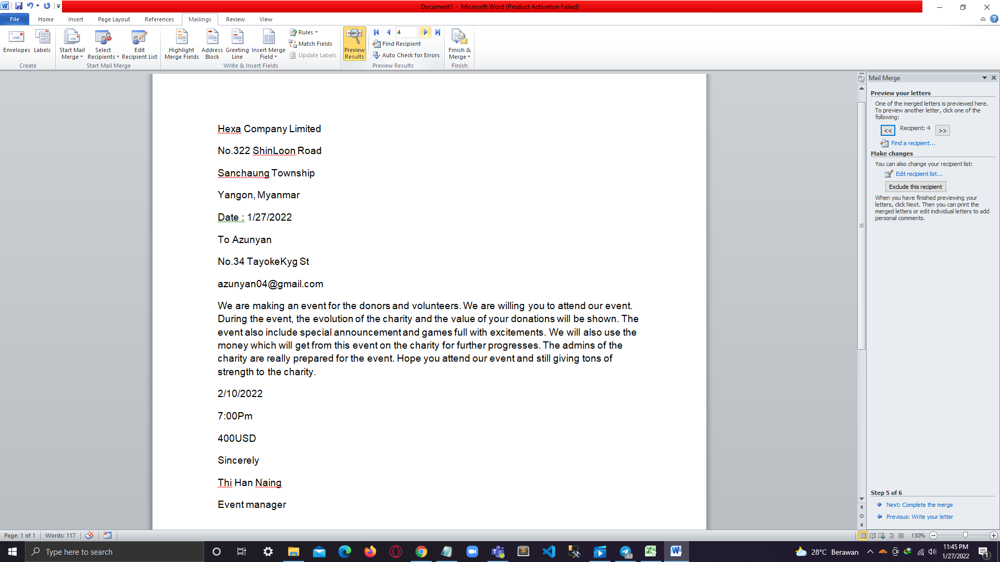 Document1 - Microsoft Word (Product Activation Failed)
File Home Insert Page Layout References Mailings Review View
Envelopes Labels
Create
Start Mail Merge
Select Recipients
Edit Recipient List
Start Mail Merge
Highlight Merge Fields
Address Block
Greeting Line
Insert Merge Field
Rules
Match Fields
Update Labels
Write & Insert Fields
ABC
Preview Results
4
Find Recipient
Auto Check for Errors
Preview Results
Finish & Merge
Finish
Hexa Company Limited
No.322 ShinLoon Road
Sanchaung Township
Yangon, Myanmar
Date : 1/27/2022
To Azunyan
No.34 TayokeKyg St
azunyan04@gmail.com
We are making an event for the donors and volunteers. We are willing you to attend our event.
During the event, the evolution of the charity and the value of your donations will be shown. The
event also include special announcement and games full with excitements. We will also use the
money which will get from this event on the charity for further progresses. The admins of the
charity are really prepared for the event. Hope you attend our event and still giving tons of
strength to the charity.
2/10/2022
7:00Pm
400USD
Sincerely
Thi Han Naing
Event manager
Mail Merge
Preview your letters
One of the merged letters is previewed here.
To preview another letter, click one of the
following:
<< Recipient: 4 >>
Find a recipient...
Make changes
You can also change your recipient list:
Edit recipient list...
Exclude this recipient
When you have finished previewing your
letters, click Next. Then you can print the
merged letters or edit individual letters to add
personal comments.
Step 5 of 6
Next: Complete the merge
Previous: Write your letter
Page: 1 of 1 Words: 117
130%
Type here to search
83
28°C Berawan
11:45 PM
1/27/2022
1